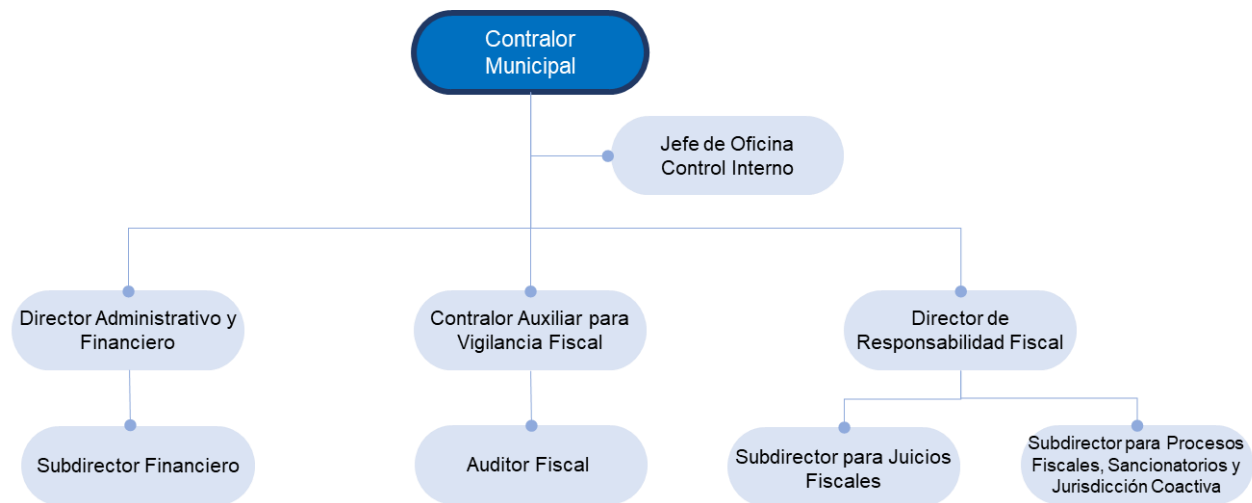 Contralor
Municipal
Jefe de Oficina
Control Interno
Director Administrativo y
Financiero
Contralor Auxiliar para
Vigilancia Fiscal
Director de
Responsabilidad Fiscal
Subdirector Financiero
Auditor Fiscal
Subdirector para Juicios
Fiscales
Subdirector para Procesos
Fiscales, Sancionatorios y
Jurisdicción Coactiva